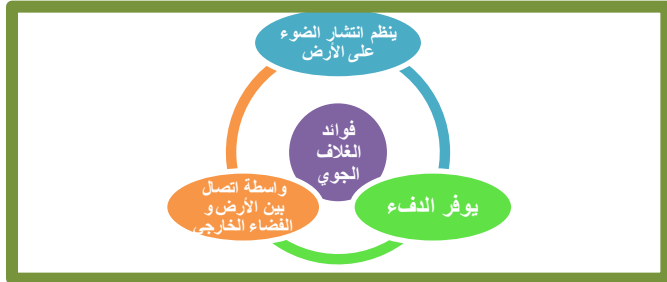 ينظم انتشار الضوء
على الأرض
فوائد
الغلاف
الجوي
يوفر الدفء
واسطة اتصال
بين الأرض و
الفضاء الخارجي